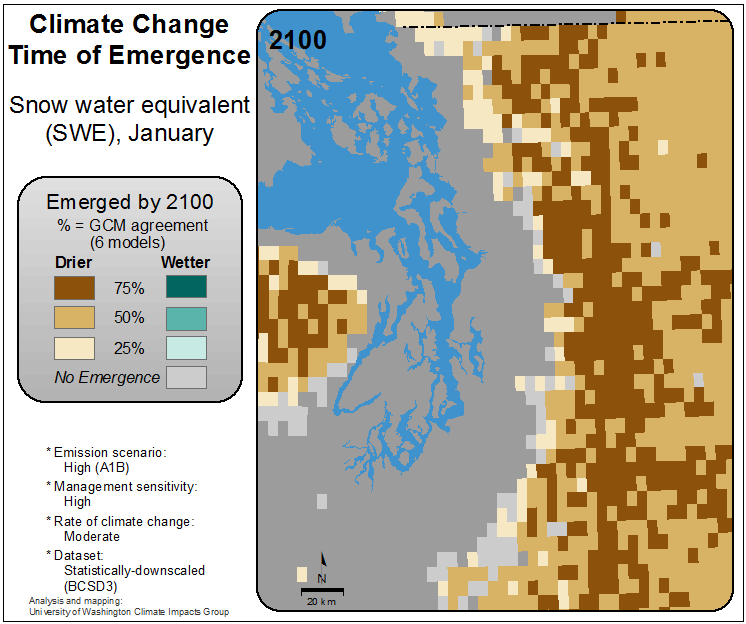 Climate Change
Time of Emergence
Snow water equivalent
(SWE), January
Emerged by 2100
% = GCM agreement
(6 models)
Drier Wetter
75%
50%
25%
No Emergence
* Emission scenario:
High (A1B)
* Management sensitivity:
High
* Rate of climate change:
Moderate
* Dataset:
Statistically-downscaled
(BCSD3)
Analysis and mapping:
University of Washington Climate Impacts Group
2100
N
20 km